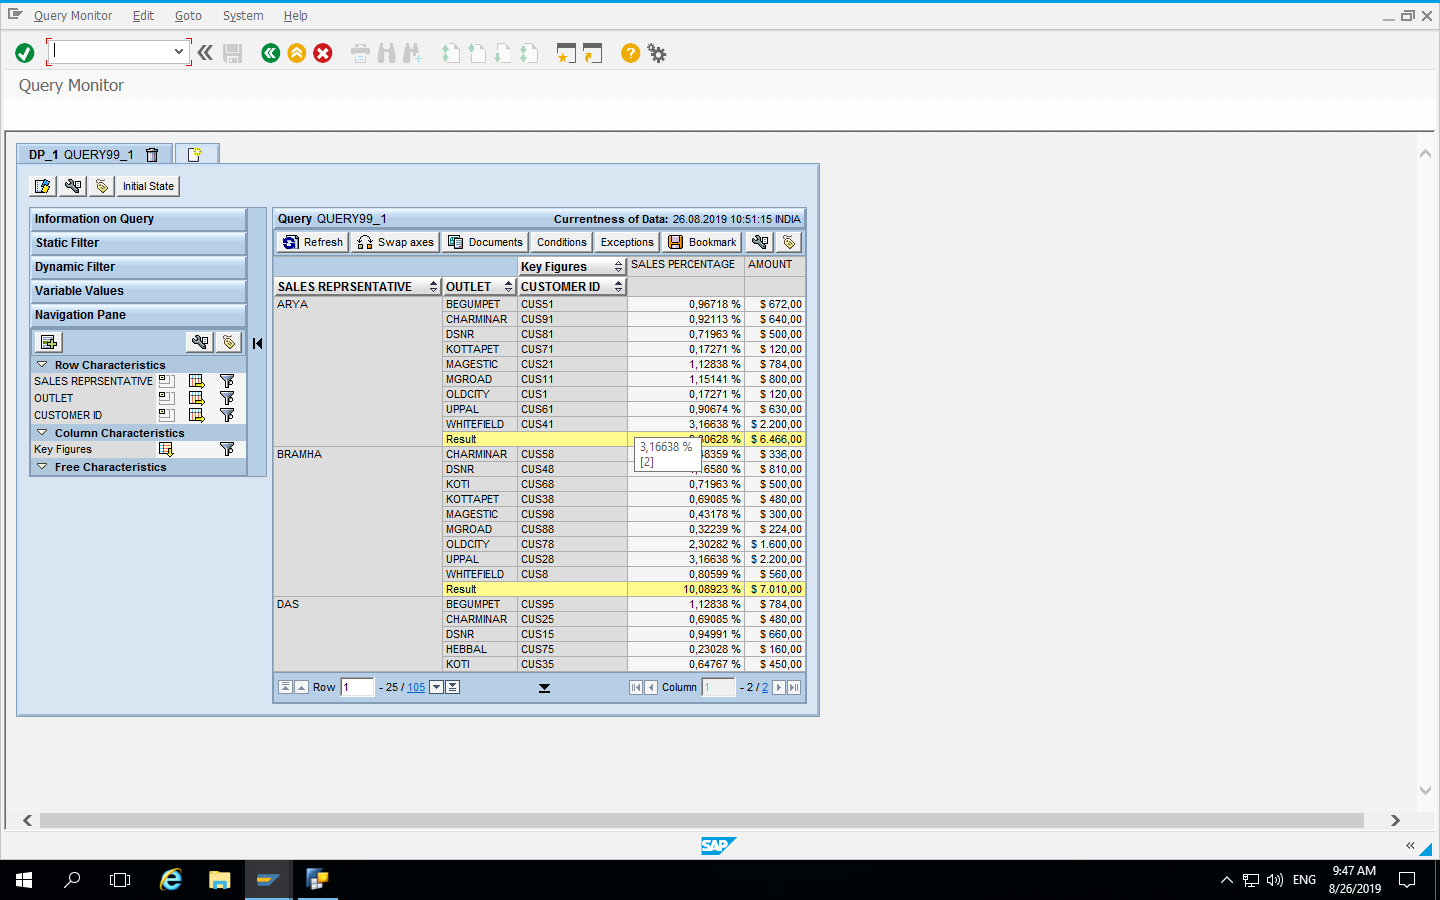 Query Monitor Edit Goto System Help
Query Monitor
DP_1 QUERY99_1
Initial State
Information on Query
Static Filter
Dynamic Filter
Variable Values
Navigation Pane
Row Characteristics
SALES REPRSENTATIVE
OUTLET
CUSTOMER ID
Column Characteristics
Key Figures
Free Characteristics
Query QUERY99_1 Currentness of Data: 26.08.2019 10:51:15 INDIA
Refresh Swap axes Documents Conditions Exceptions Bookmark
Key Figures SALES PERCENTAGE AMOUNT
SALES REPRSENTATIVE OUTLET CUSTOMER ID
ARYA BEGUMPET CUS51 0,96718 % $ 672,00
CHARMINAR CUS91 0,92113 % $ 640,00
DSNR CUS81 0,71963 % $ 500,00
KOTTAPET CUS71 0,17271 % $ 120,00
MAGESTIC CUS21 1,12838 % $ 784,00
MGROAD CUS11 1,15141 % $ 800,00
OLDCITY CUS1 0,17271 % $ 120,00
UPPAL CUS61 0,90674 % $ 630,00
WHITEFIELD CUS41 3,16638 % $ 2.200,00
Result 0628 % $ 6.466,00
3,16638 %
[2]
BRAMHA CHARMINAR CUS58 8359 % $ 336,00
DSNR CUS48 6580 % $ 810,00
KOTI CUS68 0,71963 % $ 500,00
KOTTAPET CUS38 0,69085 % $ 480,00
MAGESTIC CUS98 0,43178 % $ 300,00
MGROAD CUS88 0,32239 % $ 224,00
OLDCITY CUS78 2,30282 % $ 1.600,00
UPPAL CUS28 3,16638 % $ 2.200,00
WHITEFIELD CUS8 0,80599 % $ 560,00
Result 10,08923 % $ 7.010,00
DAS BEGUMPET CUS95 1,12838 % $ 784,00
CHARMINAR CUS25 0,69085 % $ 480,00
DSNR CUS15 0,94991 % $ 660,00
HEBBAL CUS75 0,23028 % $ 160,00
KOTI CUS35 0,64767 % $ 450,00
Row 1 - 25 / 105 Column 1 - 2 / 2
SAP
ENG
9:47 AM
8/26/2019